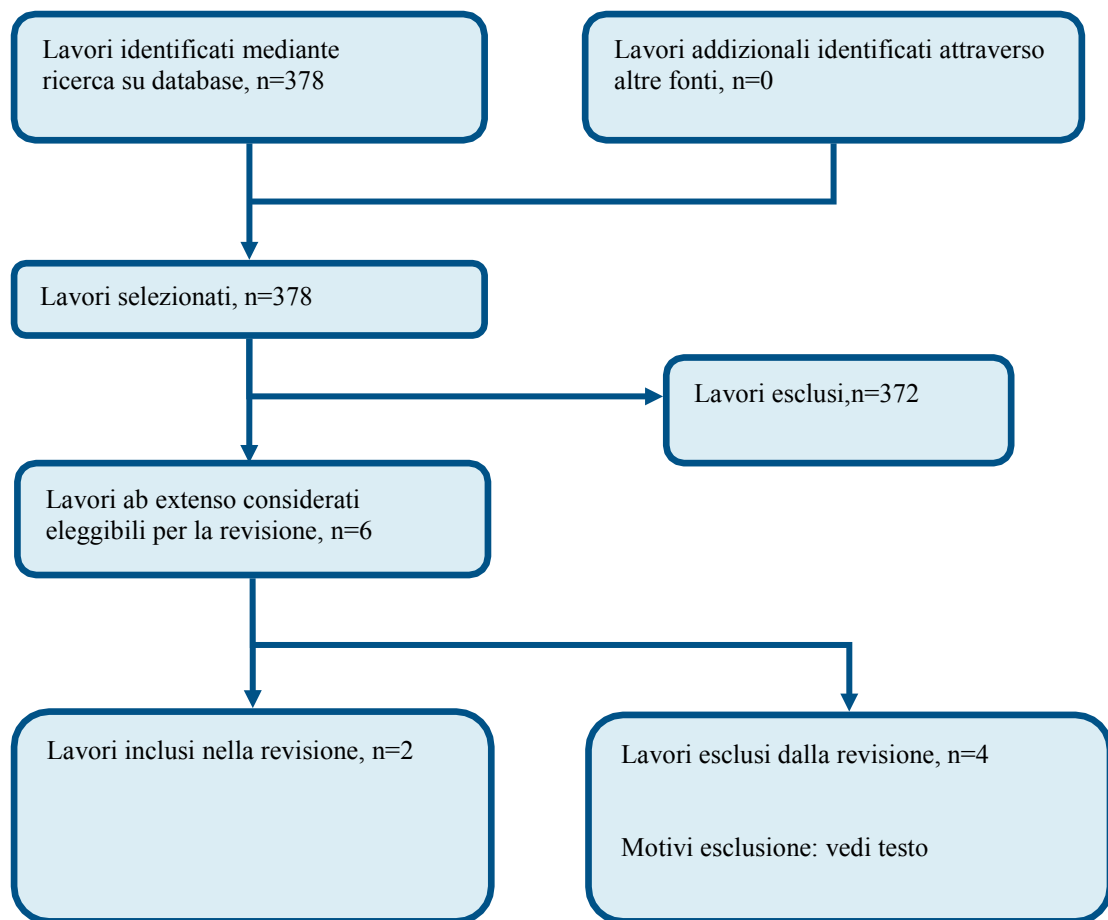 Lavori identificati mediante
ricerca su database, n=378
Lavori addizionali identificati attraverso
altre fonti, n=0
Lavori selezionati, n=378
Lavori esclusi,n=372
Lavori ab extenso considerati
eleggibili per la revisione, n=6
Lavori inclusi nella revisione, n=2
Lavori esclusi dalla revisione, n=4
Motivi esclusione: vedi testo